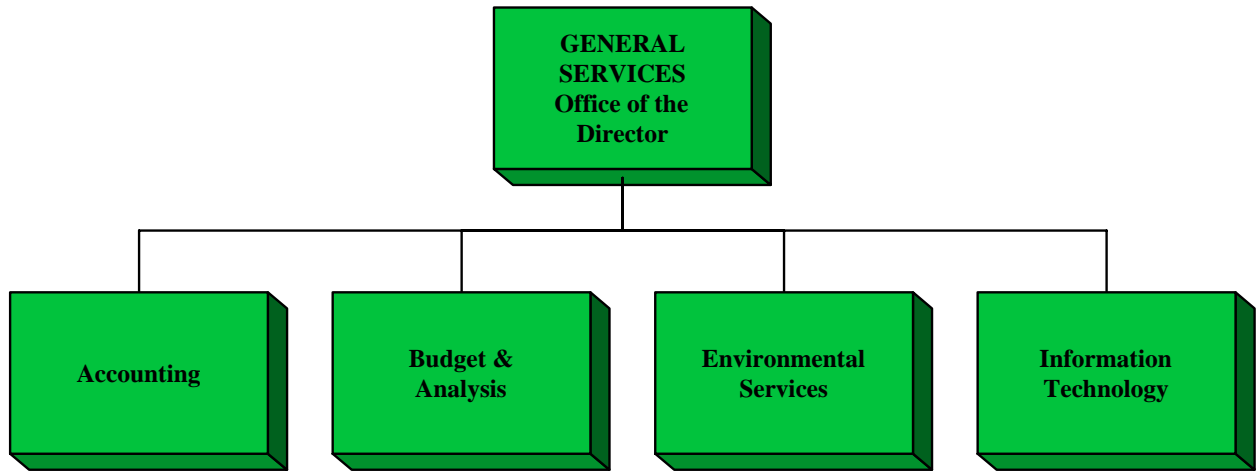 GENERAL
SERVICES
Office of the
Director
Accounting
Budget &
Analysis
Environmental
Services
Information
Technology